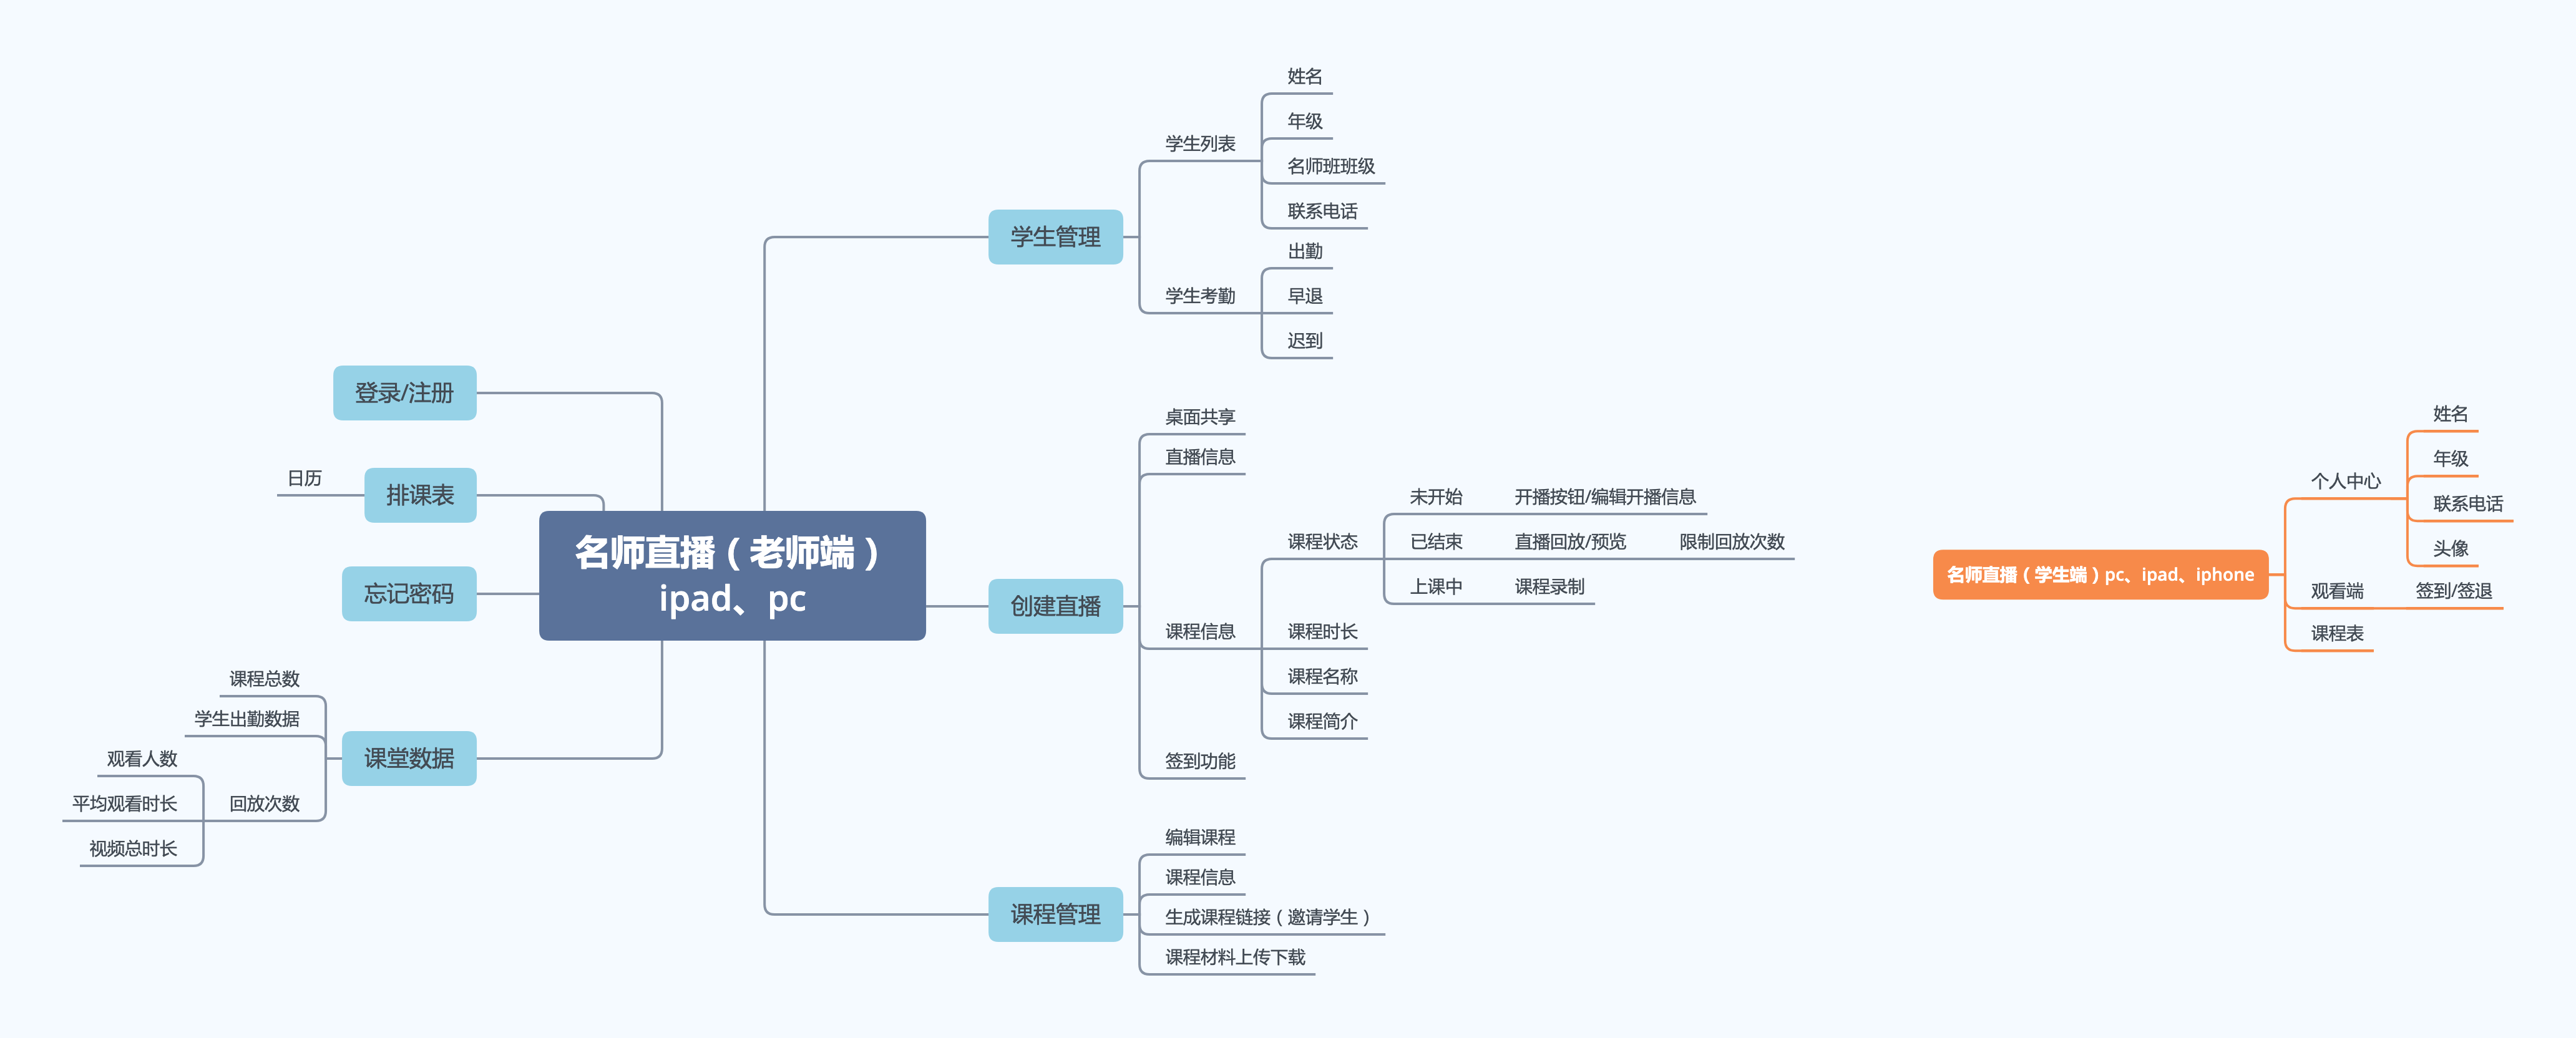 名师直播（老师端）
ipad、pc
学生管理
学生列表
姓名
年级
名师班班级
联系电话
学生考勤
出勤
早退
迟到
创建直播
桌面共享
直播信息
课程信息
课程状态
未开始
开播按钮/编辑开播信息
已结束
直播回放/预览
限制回放次数
上课中
课程录制
课程时长
课程名称
课程简介
签到功能
课程管理
编辑课程
课程信息
生成课程链接（邀请学生）
课程材料上传下载
登录/注册
排课表
日历
忘记密码
课堂数据
课程总数
学生出勤数据
回放次数
观看人数
平均观看时长
视频总时长
名师直播（学生端）pc、ipad、iphone
个人中心
姓名
年级
联系电话
头像
观看端
签到/签退
课程表